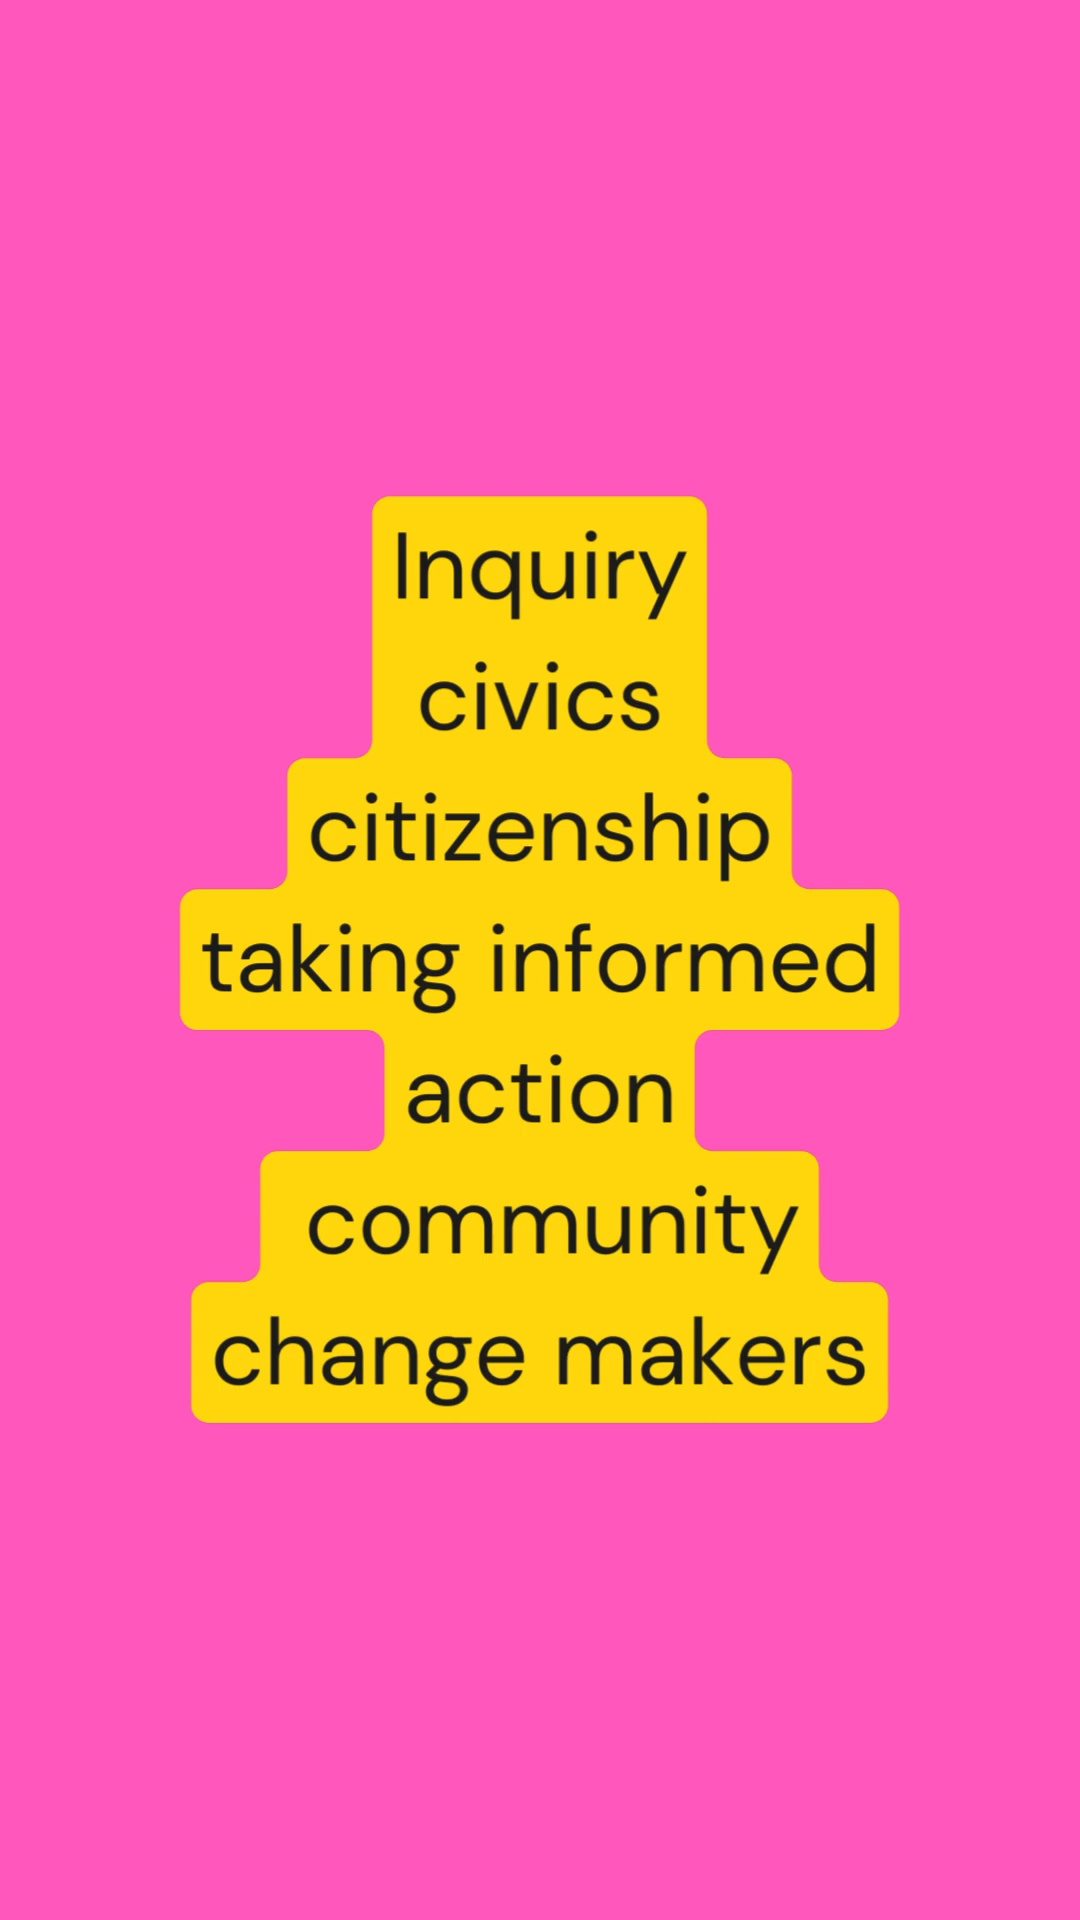 Inquiry
civics
citizenship
taking informed
action
community
change makers